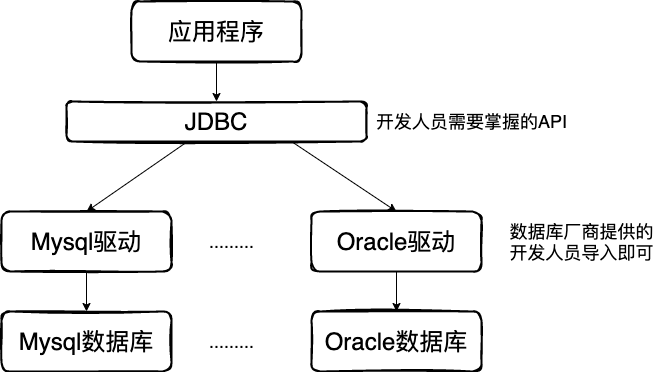 应用程序
JDBC
开发人员需要掌握的API
Mysql驱动
.........
Oracle驱动
数据库厂商提供的
开发人员导入即可
Mysql数据库
.........
Oracle数据库